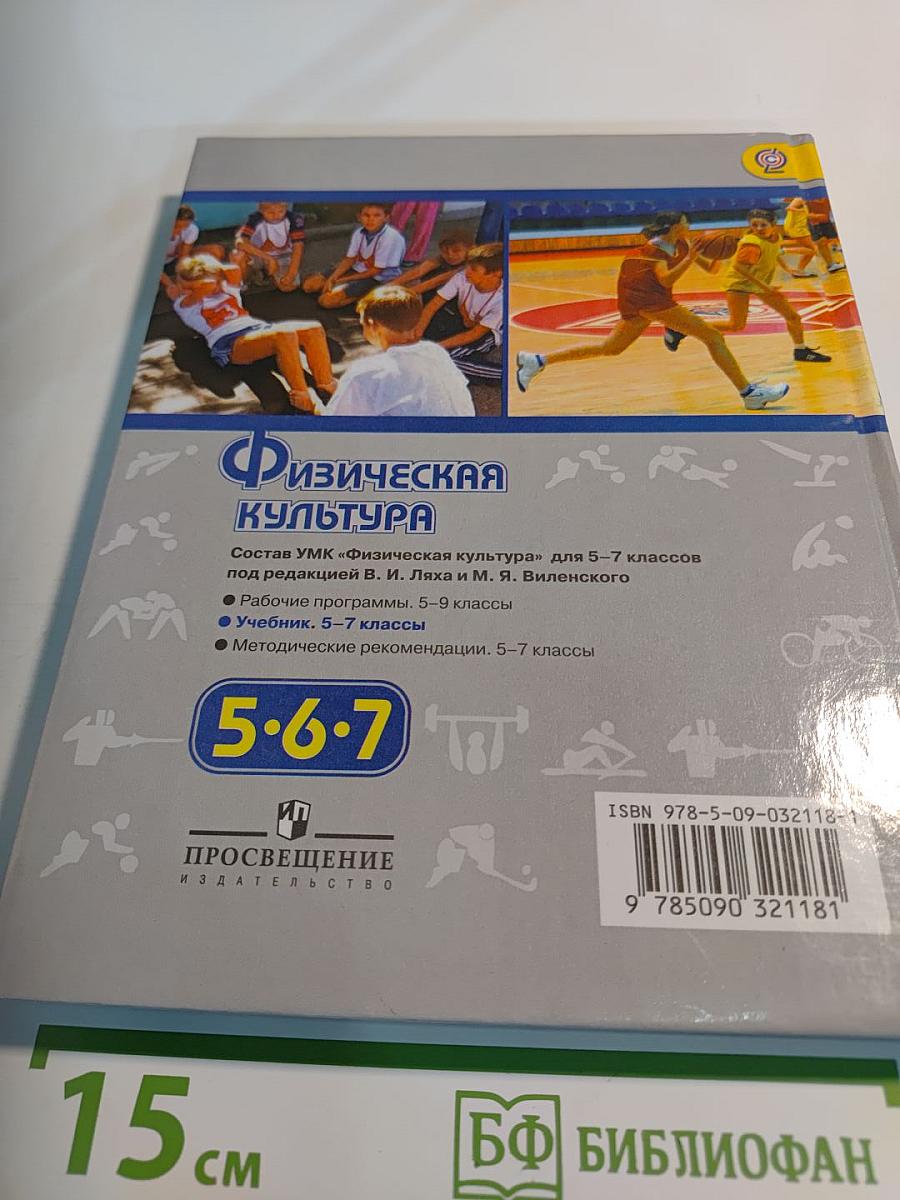 Физическая
культура
Состав УМК «Физическая культура» для 5–7 классов
под редакцией В. И. Ляха и М. Я. Виленского
● Рабочие программы. 5–9 классы
● Учебник. 5–7 классы
● Методические рекомендации. 5–7 классы
5·6·7
ИП
ПРОСВЕЩЕНИЕ
ИЗДАТЕЛЬСТВО
ISBN 978-5-09-032118-1
9 785090 321181
15 см
БФ БИБЛИОФАН